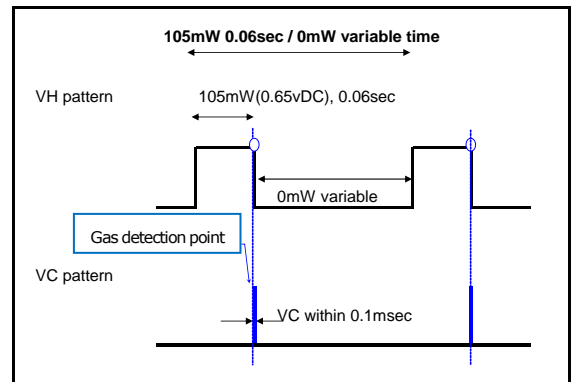 105mW 0.06sec / 0mW variable time
VH pattern
105mW(0.65vDC), 0.06sec
0mW variable
Gas detection point
VC pattern
VC within 0.1msec